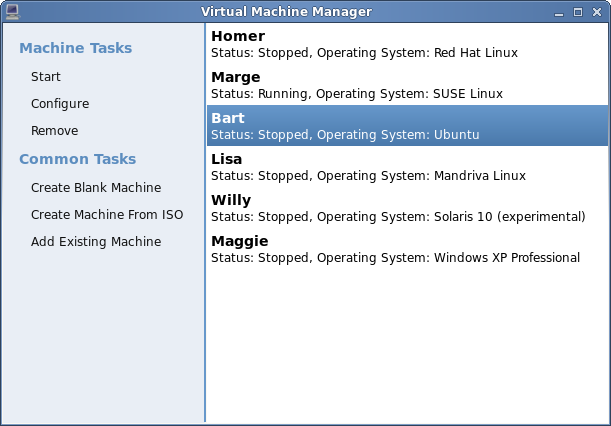 Virtual Machine Manager
Machine Tasks
Start
Configure
Remove
Common Tasks
Create Blank Machine
Create Machine From ISO
Add Existing Machine
Homer
Status: Stopped, Operating System: Red Hat Linux
Marge
Status: Running, Operating System: SUSE Linux
Bart
Status: Stopped, Operating System: Ubuntu
Lisa
Status: Stopped, Operating System: Mandriva Linux
Willy
Status: Stopped, Operating System: Solaris 10 (experimental)
Maggie
Status: Stopped, Operating System: Windows XP Professional